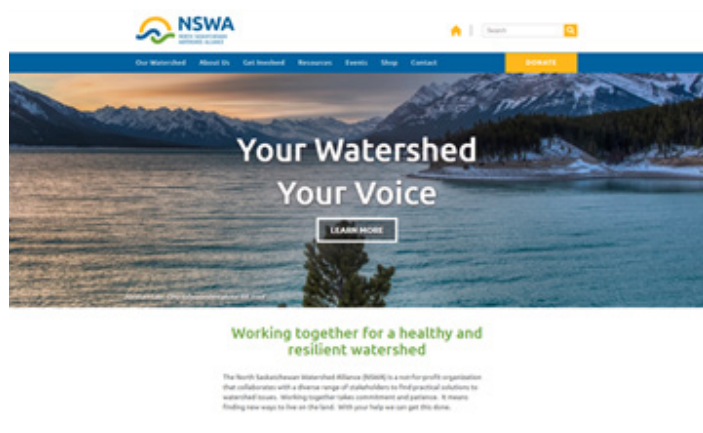 NSWA
NORTH SASKATCHEWAN
WATERSHED ALLIANCE
Search
Our Watershed About Us Get Involved Resources Events Shop Contact
DONATE
Your Watershed
Your Voice
LEARN MORE
Working together for a healthy and
resilient watershed
The North Saskatchewan Watershed Alliance (NSWA) is a not-for-profit organization
that collaborates with a diverse range of stakeholders to find practical solutions to
watershed issues. Working together takes commitment and patience. It means
finding new ways to live on the land. With your help we can get this done.